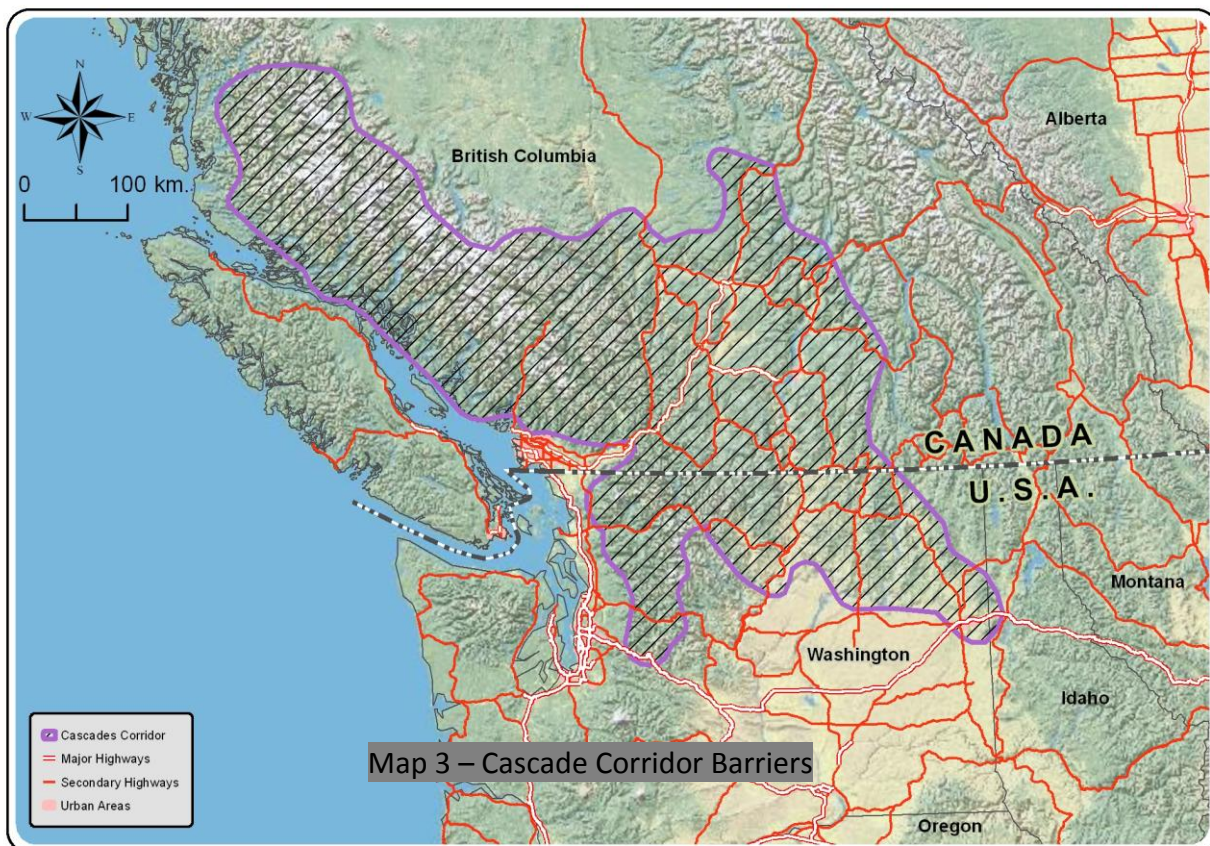 N
W E
S
0 100 km.
Alberta
British Columbia
CANADA
U.S.A.
Montana
Washington
Idaho
Oregon
Cascades Corridor
Major Highways
Secondary Highways
Urban Areas
Map 3 – Cascade Corridor Barriers